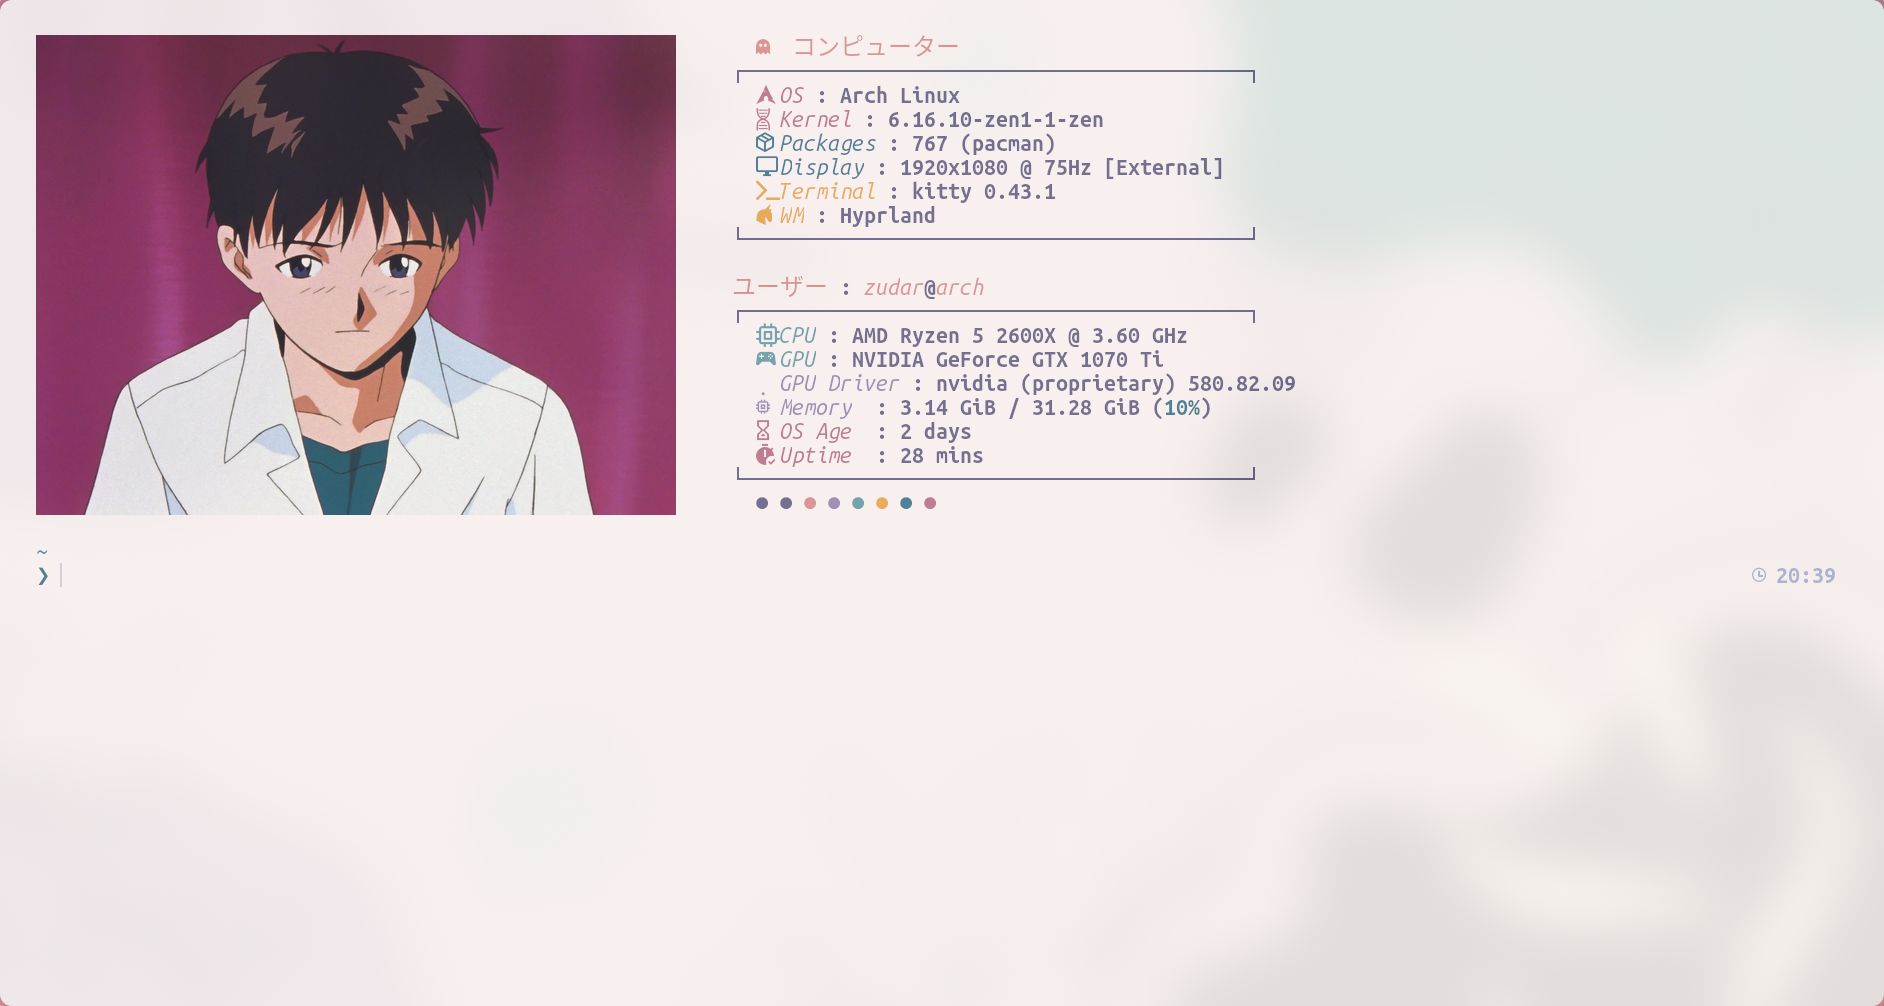 コンピューター
OS : Arch Linux
Kernel : 6.16.10-zen1-1-zen
Packages : 767 (pacman)
Display : 1920x1080 @ 75Hz [External]
Terminal : kitty 0.43.1
WM : Hyprland
ユーザー : zudar@arch
CPU : AMD Ryzen 5 2600X @ 3.60 GHz
GPU : NVIDIA GeForce GTX 1070 Ti
GPU Driver : nvidia (proprietary) 580.82.09
Memory : 3.14 GiB / 31.28 GiB (10%)
OS Age : 2 days
Uptime : 28 mins
~
❯ 20:39